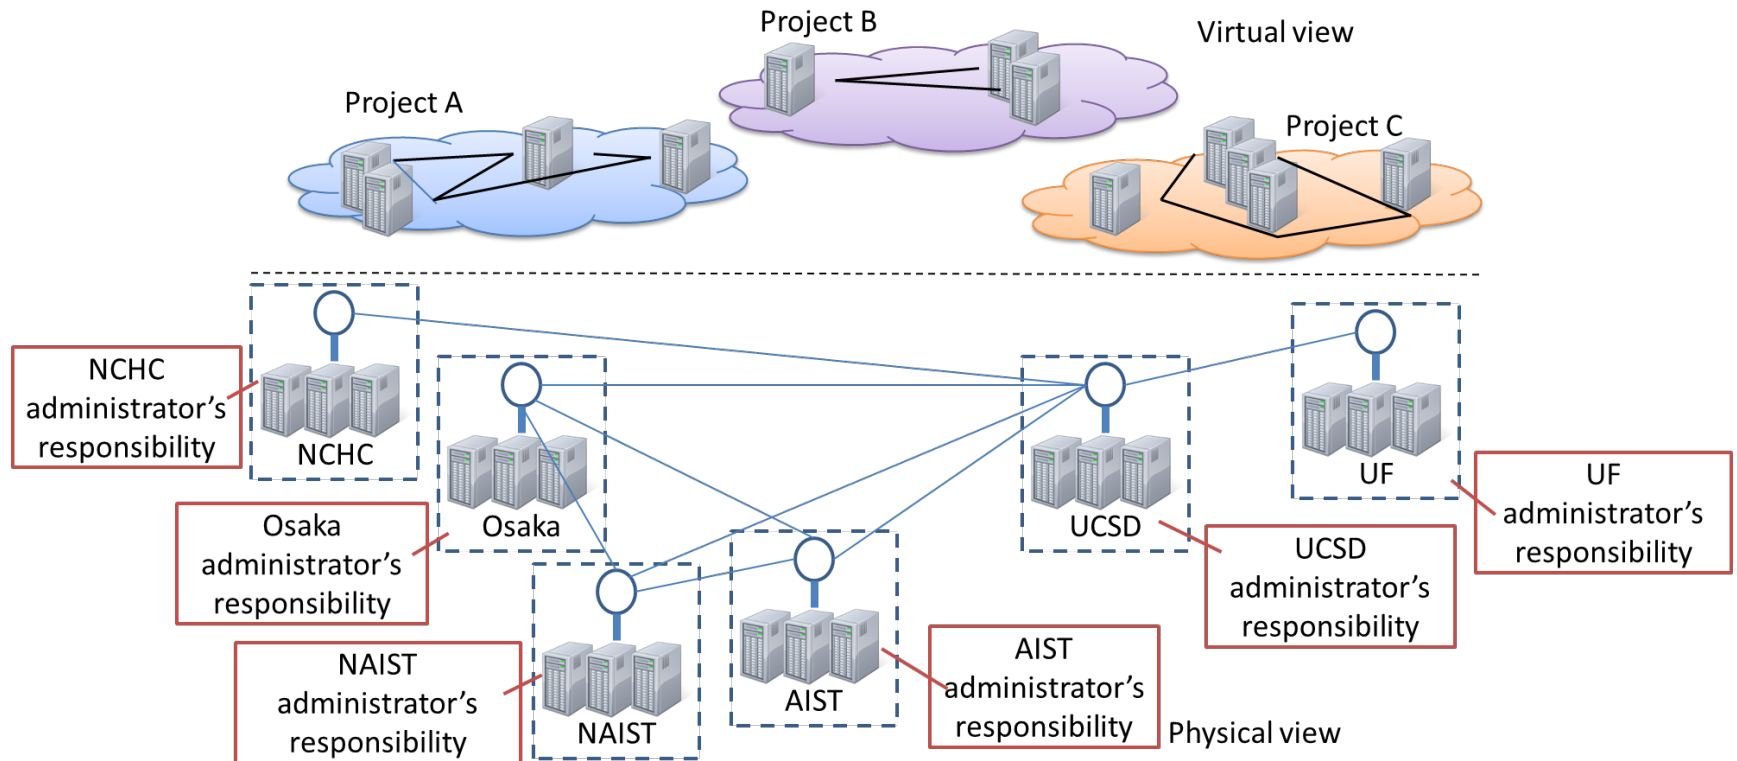 Project B
Virtual view
Project A
Project C
NCHC
administrator's
responsibility
NCHC
Osaka
administrator's
responsibility
Osaka
UCSD
UF
UF
administrator's
responsibility
UCSD
administrator's
responsibility
NAIST
administrator's
responsibility
NAIST
AIST
AIST
administrator's
responsibility
Physical view